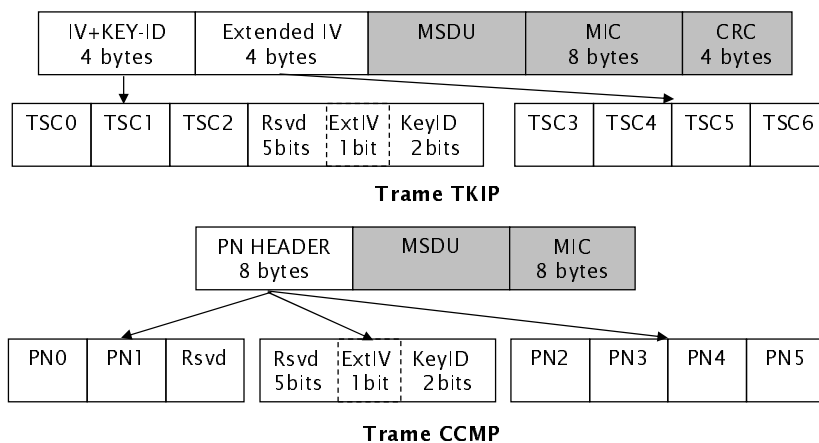 IV+KEY-ID Extended IV MSDU MIC CRC
4 bytes 4 bytes 8 bytes 4 bytes
TSC0 TSC1 TSC2 Rsvd ExtIV KeyID TSC3 TSC4 TSC5 TSC6
5bits 1bit 2bits
Trame TKIP
PN HEADER MSDU MIC
8 bytes 8 bytes
PN0 PN1 Rsvd Rsvd ExtIV KeyID PN2 PN3 PN4 PN5
5bits 1bit 2bits
Trame CCMP